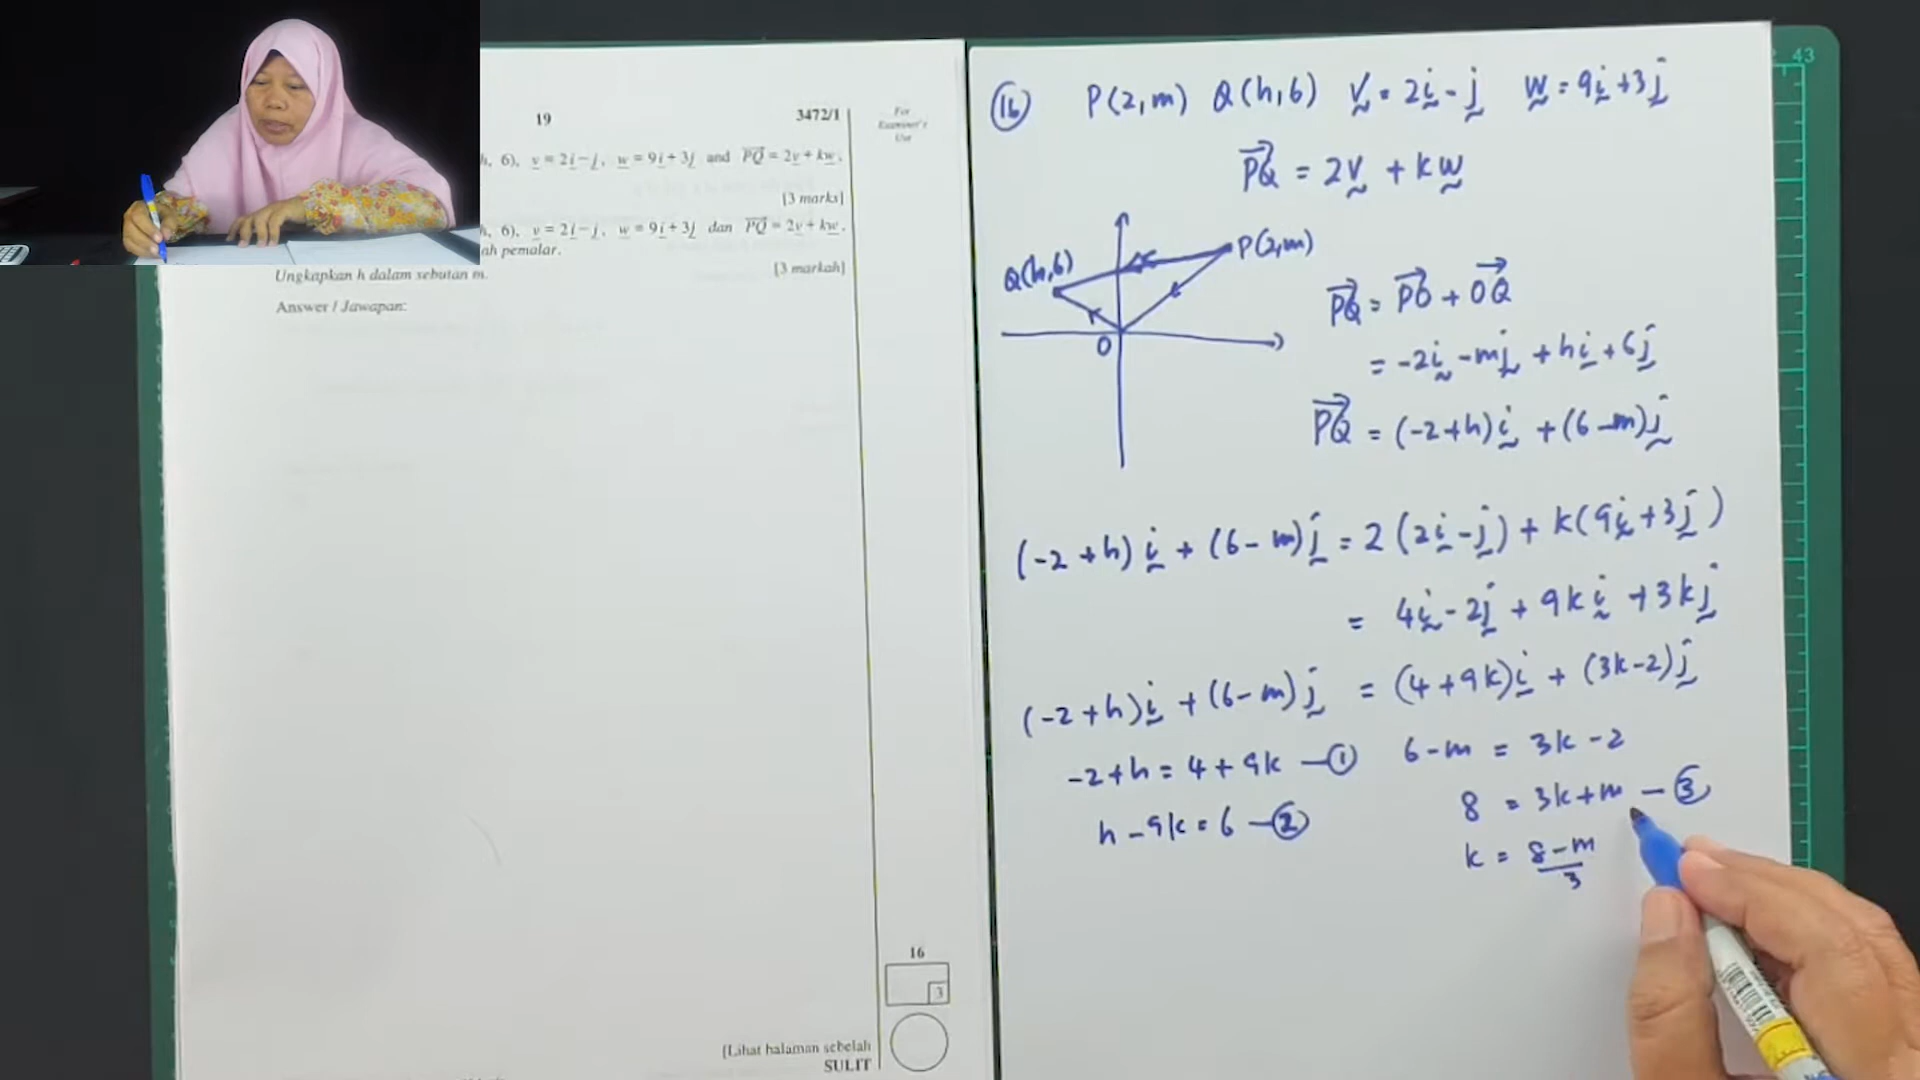 19
3472/1
For
Examiner's
Use
h, 6), v = 2i − j, w = 9i + 3j and PQ = 2v + kw.
[3 marks]
h, 6), v = 2i − j, w = 9i + 3j dan PQ = 2v + kw.
ah pemalar.
[3 markah]
Ungkapkan h dalam sebutan m.
Answer / Jawapan:
16
3
[Lihat halaman sebelah
SULIT
43
16 P(2,m) Q(h,6) v = 2i - j w = 9i + 3j
PQ = 2v + kw
Q(h,6)
P(2,m)
O
PQ = PO + OQ
= -2i - mj + hi + 6j
PQ = (-2+h)i + (6-m)j
(-2+h)i + (6-m)j = 2(2i-j) + k(9i+3j)
= 4i - 2j + 9ki + 3kj
(-2+h)i + (6-m)j = (4+9k)i + (3k-2)j
-2+h = 4+9k — 1
6-m = 3k-2
h-9k = 6 — 2
8 = 3k+m — 3
k = 8-m
3